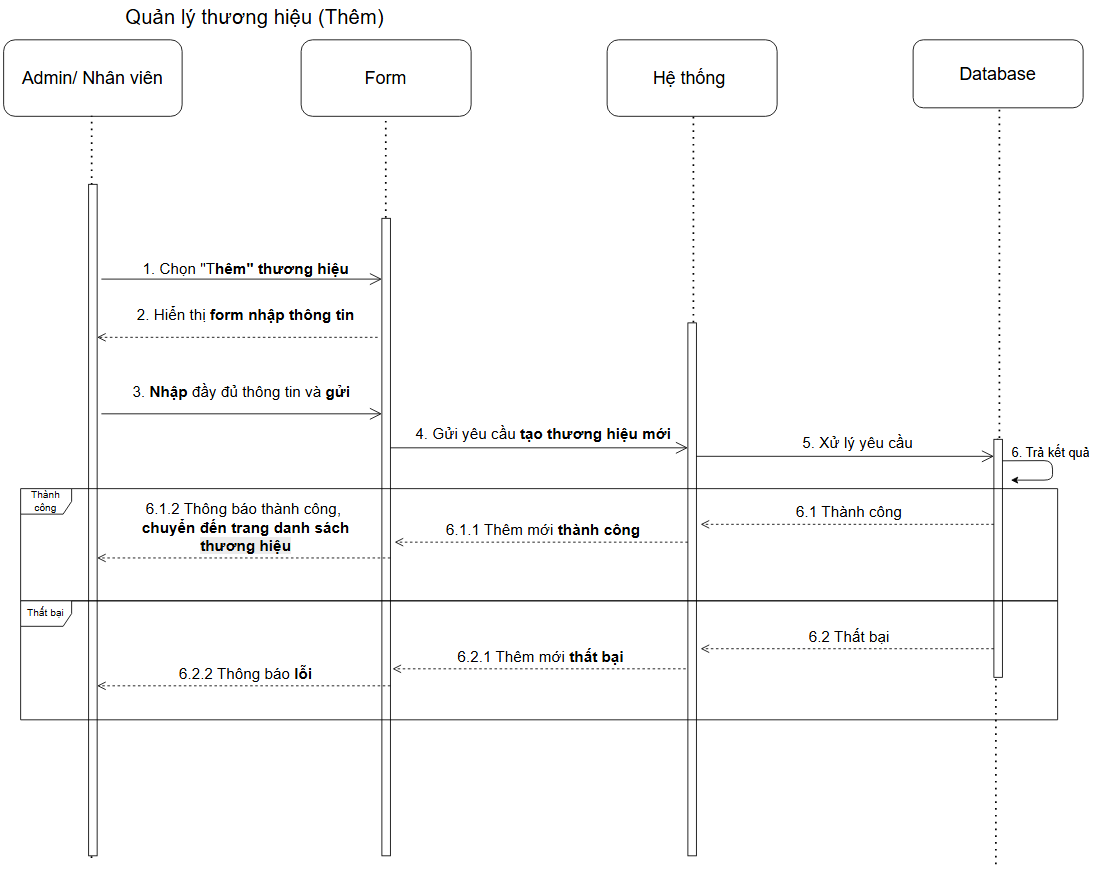 Quản lý thương hiệu (Thêm)
Admin/ Nhân viên
Form
Hệ thống
Database
1. Chọn "Thêm" thương hiệu
2. Hiển thị form nhập thông tin
3. Nhập đầy đủ thông tin và gửi
4. Gửi yêu cầu tạo thương hiệu mới
5. Xử lý yêu cầu
6. Trả kết quả
Thành
công
6.1 Thành công
6.1.1 Thêm mới thành công
6.1.2 Thông báo thành công,
chuyển đến trang danh sách
thương hiệu
Thất bại
6.2 Thất bại
6.2.1 Thêm mới thất bại
6.2.2 Thông báo lỗi